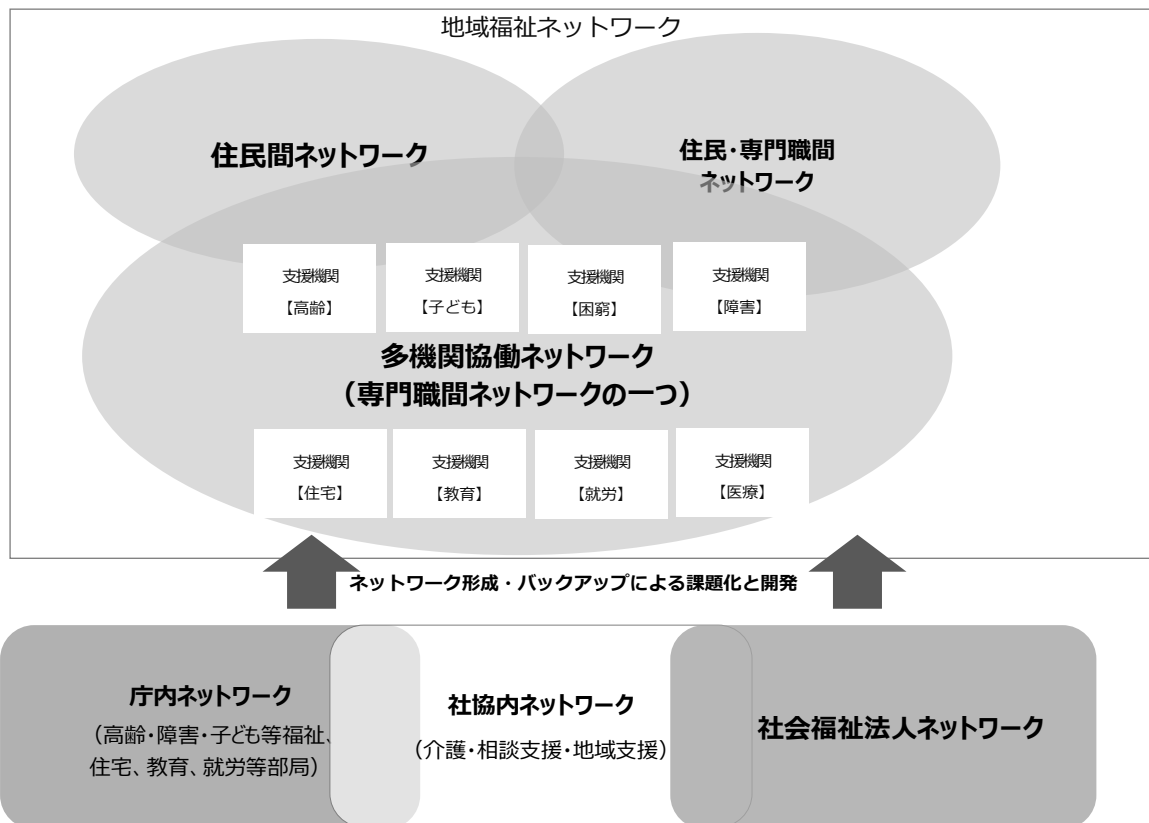 地域福祉ネットワーク
住民間ネットワーク
住民・専門職間
ネットワーク
支援機関
【高齢】
支援機関
【子ども】
支援機関
【困窮】
支援機関
【障害】
多機関協働ネットワーク
（専門職間ネットワークの一つ）
支援機関
【住宅】
支援機関
【教育】
支援機関
【就労】
支援機関
【医療】
ネットワーク形成・バックアップによる課題化と開発
庁内ネットワーク
（高齢・障害・子ども等福祉、
住宅、教育、就労等部局）
社協内ネットワーク
（介護・相談支援・地域支援）
社会福祉法人ネットワーク